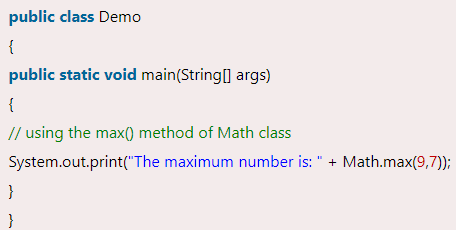 public class Demo
{
public static void main(String[] args)
{
// using the max() method of Math class
System.out.print("The maximum number is: " + Math.max(9,7));
}
}